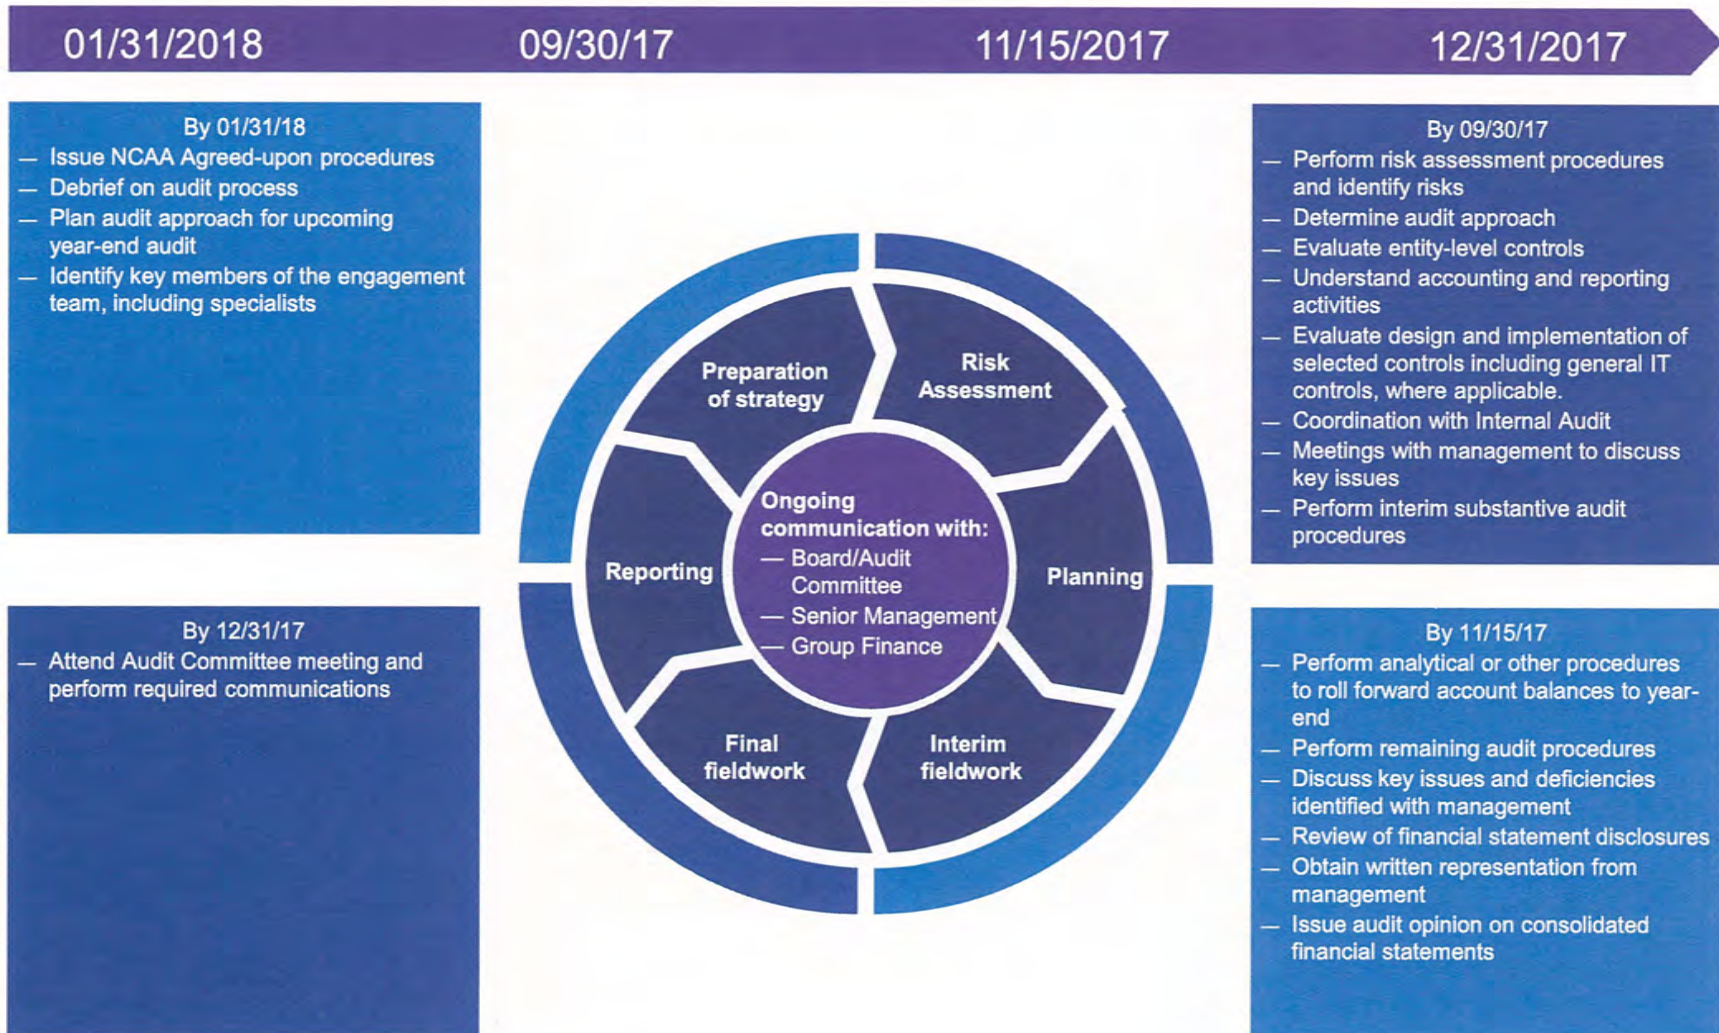 01/31/2018 09/30/17 11/15/2017 12/31/2017
By 01/31/18
— Issue NCAA Agreed-upon procedures
— Debrief on audit process
— Plan audit approach for upcoming
year-end audit
— Identify key members of the engagement
team, including specialists
By 12/31/17
— Attend Audit Committee meeting and
perform required communications
Preparation
of strategy
Risk
Assessment
Planning
Interim
fieldwork
Final
fieldwork
Reporting
Ongoing
communication with:
— Board/Audit
Committee
— Senior Management
— Group Finance
By 09/30/17
— Perform risk assessment procedures
and identify risks
— Determine audit approach
— Evaluate entity-level controls
— Understand accounting and reporting
activities
— Evaluate design and implementation of
selected controls including general IT
controls, where applicable.
— Coordination with Internal Audit
— Meetings with management to discuss
key issues
— Perform interim substantive audit
procedures
By 11/15/17
— Perform analytical or other procedures
to roll forward account balances to year-
end
— Perform remaining audit procedures
— Discuss key issues and deficiencies
identified with management
— Review of financial statement disclosures
— Obtain written representation from
management
— Issue audit opinion on consolidated
financial statements